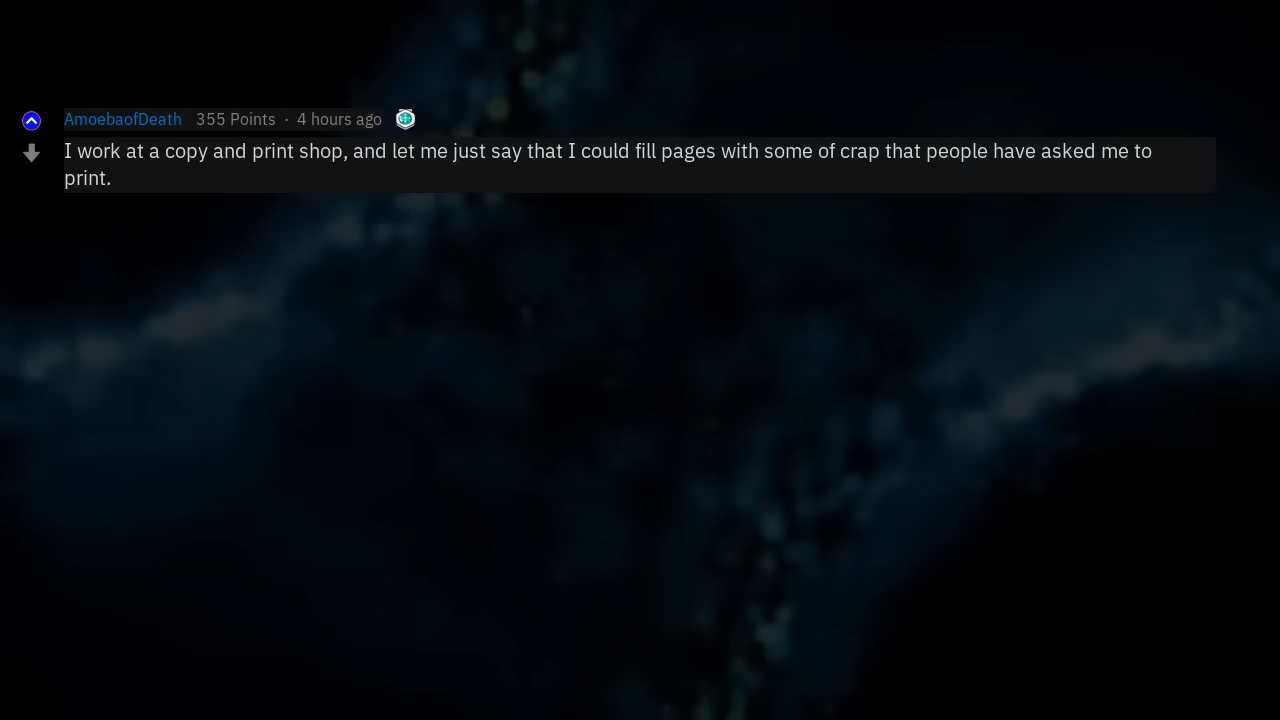 AmoebaofDeath 355 Points · 4 hours ago
I work at a copy and print shop, and let me just say that I could fill pages with some of crap that people have asked me to
print.